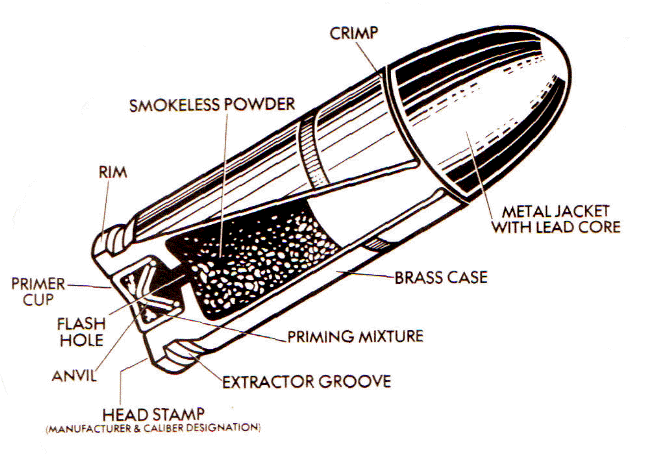 CRIMP
SMOKELESS POWDER
RIM
METAL JACKET
WITH LEAD CORE
BRASS CASE
PRIMER
CUP
FLASH
HOLE
PRIMING MIXTURE
ANVIL
EXTRACTOR GROOVE
HEAD STAMP
(MANUFACTURER & CALIBER DESIGNATION)